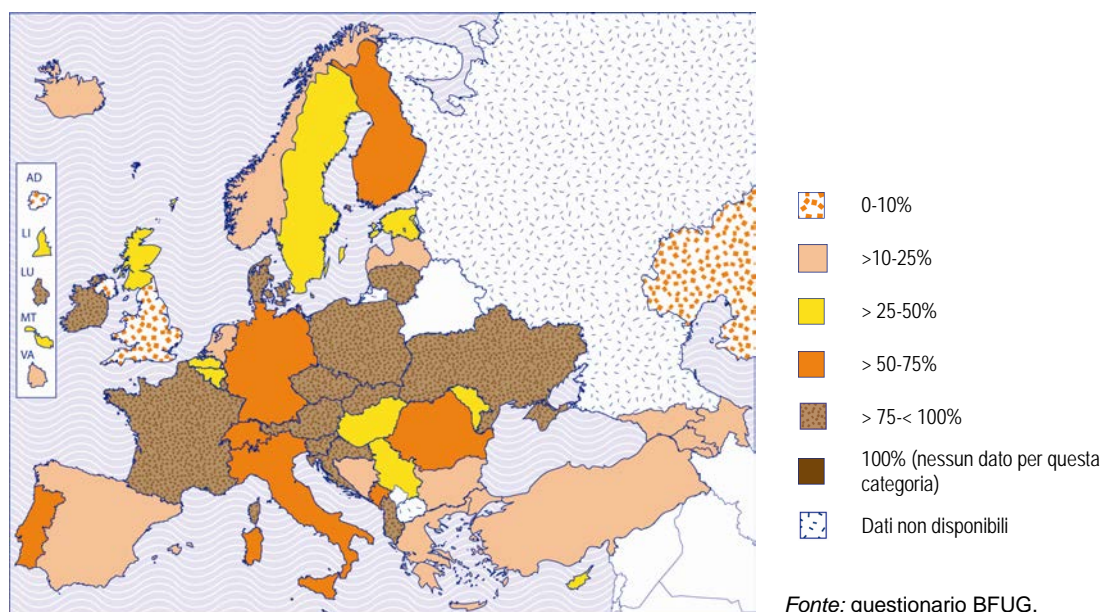 AD
LI
LU
MT
VA
0-10%
>10-25%
> 25-50%
> 50-75%
> 75-< 100%
100% (nessun dato per questa
categoria)
Dati non disponibili
Fonte: questionario BFUG.